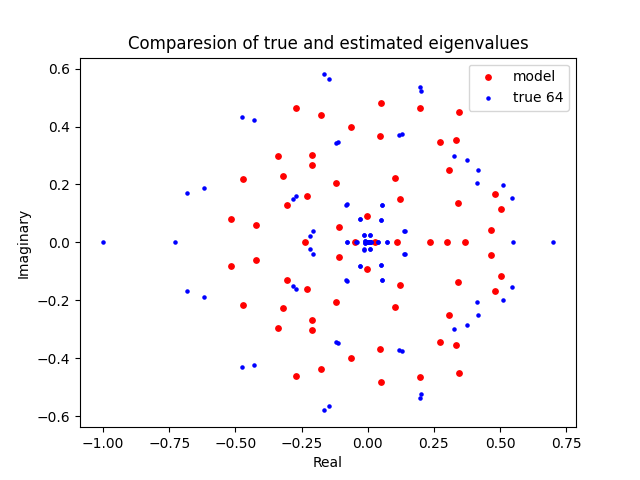 Comparesion of true and estimated eigenvalues
model
true 64
0.6
0.4
0.2
0.0
−0.2
−0.4
−0.6
Imaginary
−1.00 −0.75 −0.50 −0.25 0.00 0.25 0.50 0.75
Real